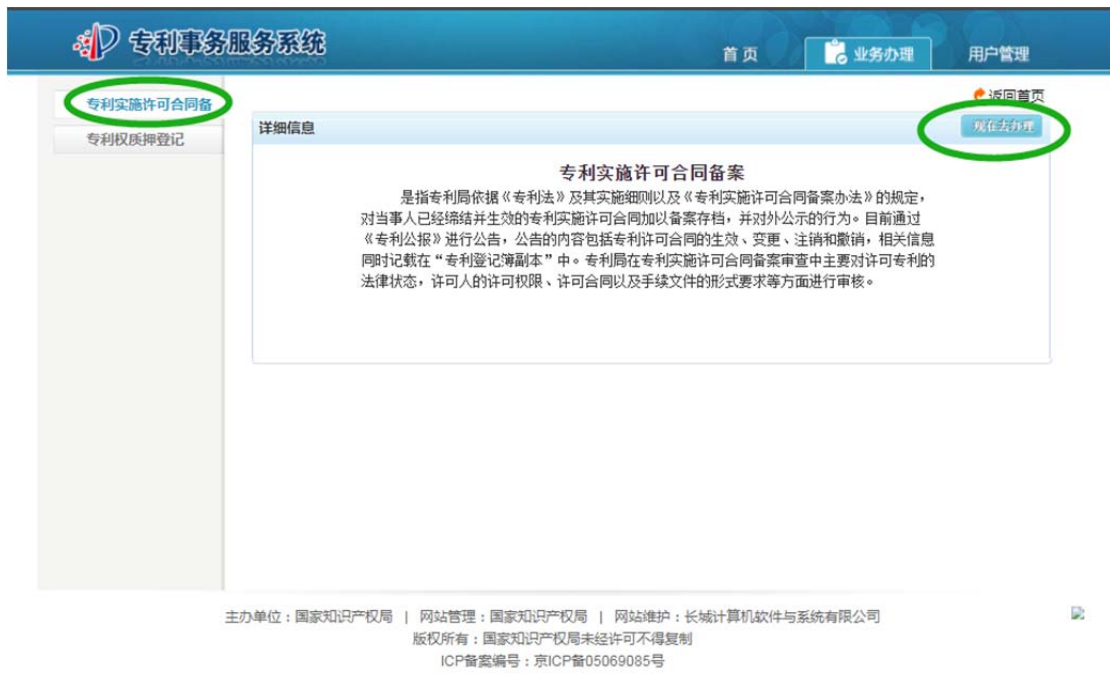 专利事务服务系统
首页
业务办理
用户管理
专利实施许可合同备
专利权质押登记
返回首页
详细信息
现在去办理
专利实施许可合同备案
是指专利局依据《专利法》及其实施细则以及《专利实施许可合同备案办法》的规定，
对当事人已经缔结并生效的专利实施许可合同加以备案存档，并对外公示的行为。目前通过
《专利公报》进行公告，公告的内容包括专利许可合同的生效、变更、注销和撤销，相关信息
同时记载在“专利登记簿副本”中。专利局在专利实施许可合同备案审查中主要对许可专利的
法律状态，许可人的许可权限、许可合同以及手续文件的形式要求等方面进行审核。
主办单位：国家知识产权局 | 网站管理：国家知识产权局 | 网站维护：长城计算机软件与系统有限公司
版权所有：国家知识产权局未经许可不得复制
ICP备案编号：京ICP备05069085号